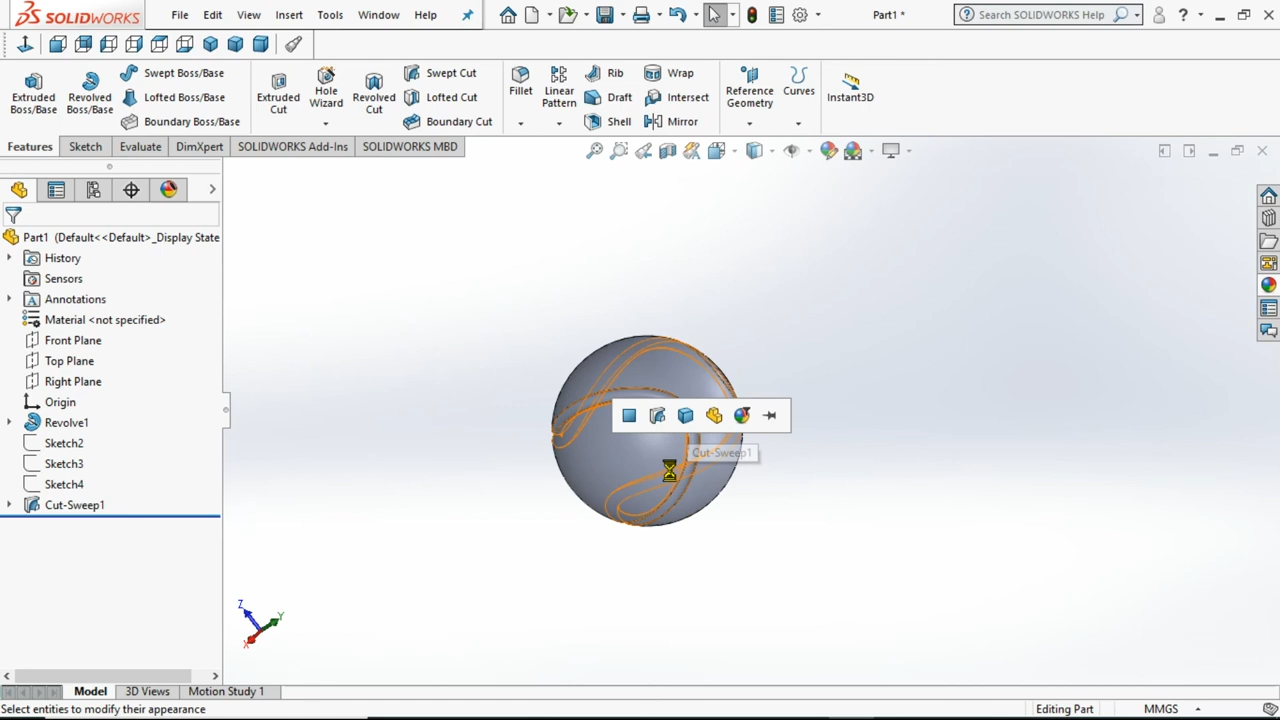 SOLIDWORKS File Edit View Insert Tools Window Help Part1 * Search SOLIDWORKS Help ?
Extruded Boss/Base
Revolved Boss/Base
Swept Boss/Base
Lofted Boss/Base
Boundary Boss/Base
Extruded Cut
Hole Wizard
Revolved Cut
Swept Cut
Lofted Cut
Boundary Cut
Fillet
Linear Pattern
Rib
Draft
Shell
Wrap
Intersect
Mirror
Reference Geometry
Curves
Instant3D
Features Sketch Evaluate DimXpert SOLIDWORKS Add-Ins SOLIDWORKS MBD
Part1 (Default<<Default>_Display State
History
Sensors
Annotations
Material <not specified>
Front Plane
Top Plane
Right Plane
Origin
Revolve1
Sketch2
Sketch3
Sketch4
Cut-Sweep1
Cut-Sweep1
Z
Y
X
Model 3D Views Motion Study 1
Select entities to modify their appearance Editing Part MMGS